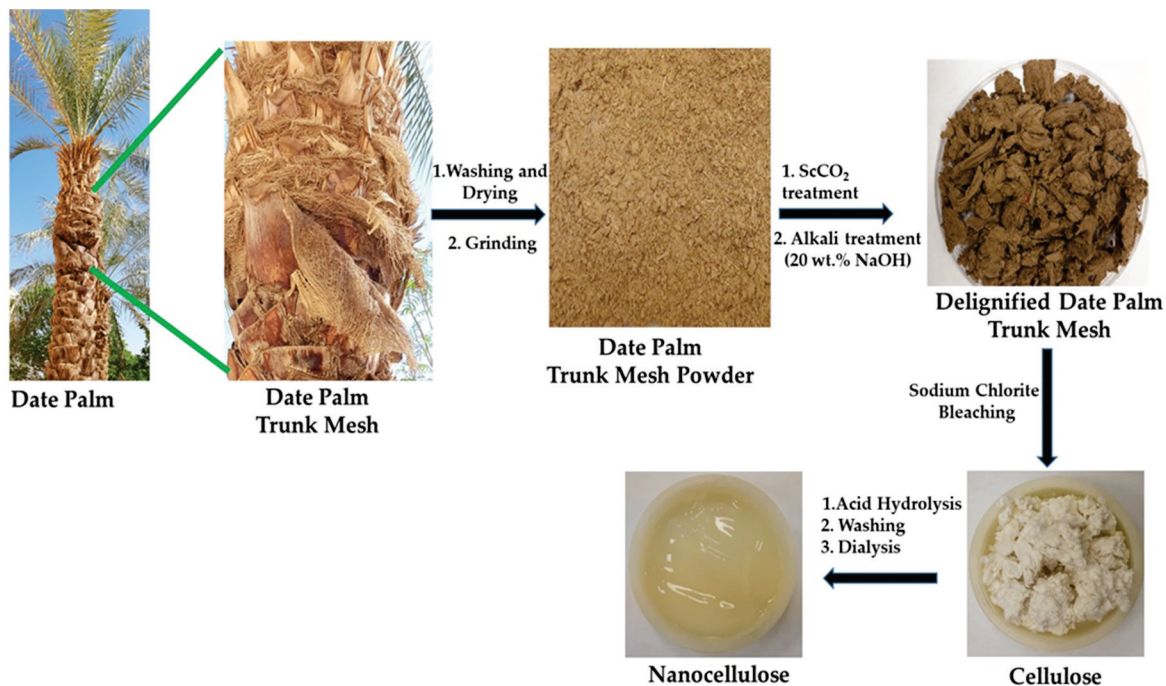 Date Palm
Date Palm
Trunk Mesh
1.Washing and
Drying
2. Grinding
Date Palm
Trunk Mesh Powder
1. ScCO₂
treatment
2. Alkali treatment
(20 wt.% NaOH)
Delignified Date Palm
Trunk Mesh
Sodium Chlorite
Bleaching
Cellulose
1.Acid Hydrolysis
2. Washing
3. Dialysis
Nanocellulose